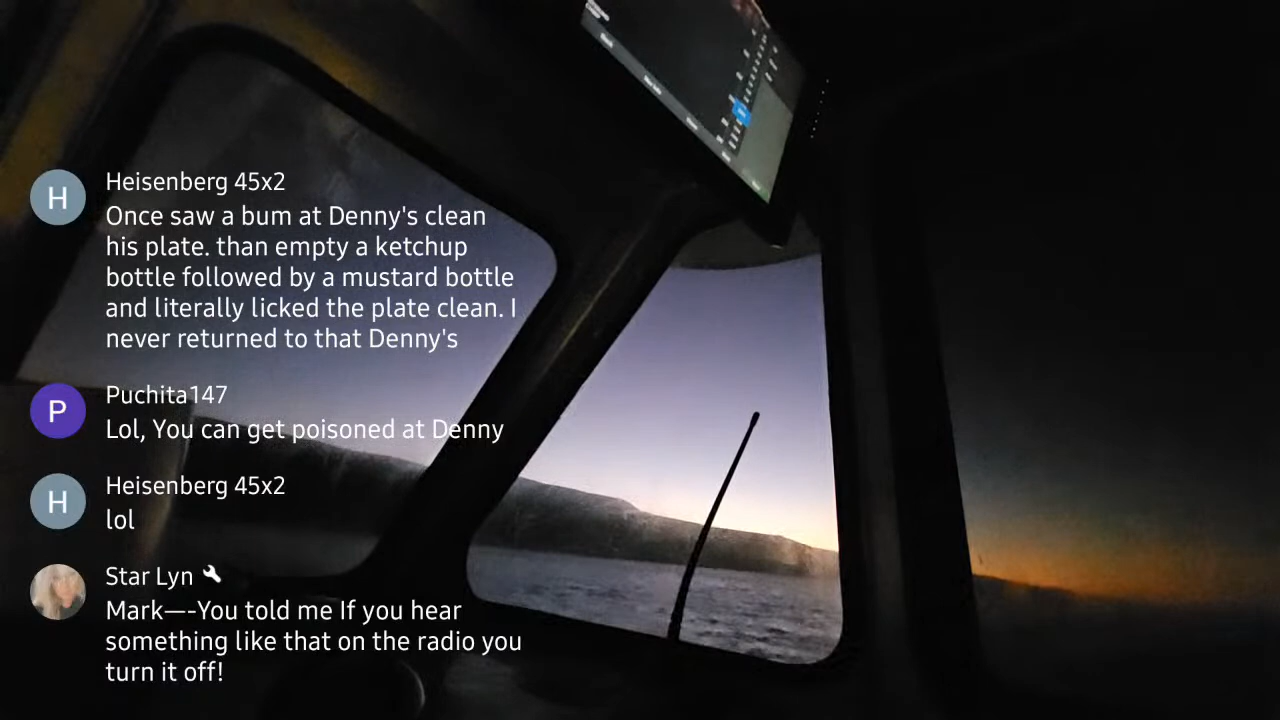 Heisenberg 45x2
Once saw a bum at Denny's clean
his plate. than empty a ketchup
bottle followed by a mustard bottle
and literally licked the plate clean. I
never returned to that Denny's
P
Puchita147
Lol, You can get poisoned at Denny
H
Heisenberg 45x2
lol
Star Lyn
Mark—-You told me If you hear
something like that on the radio you
turn it off!